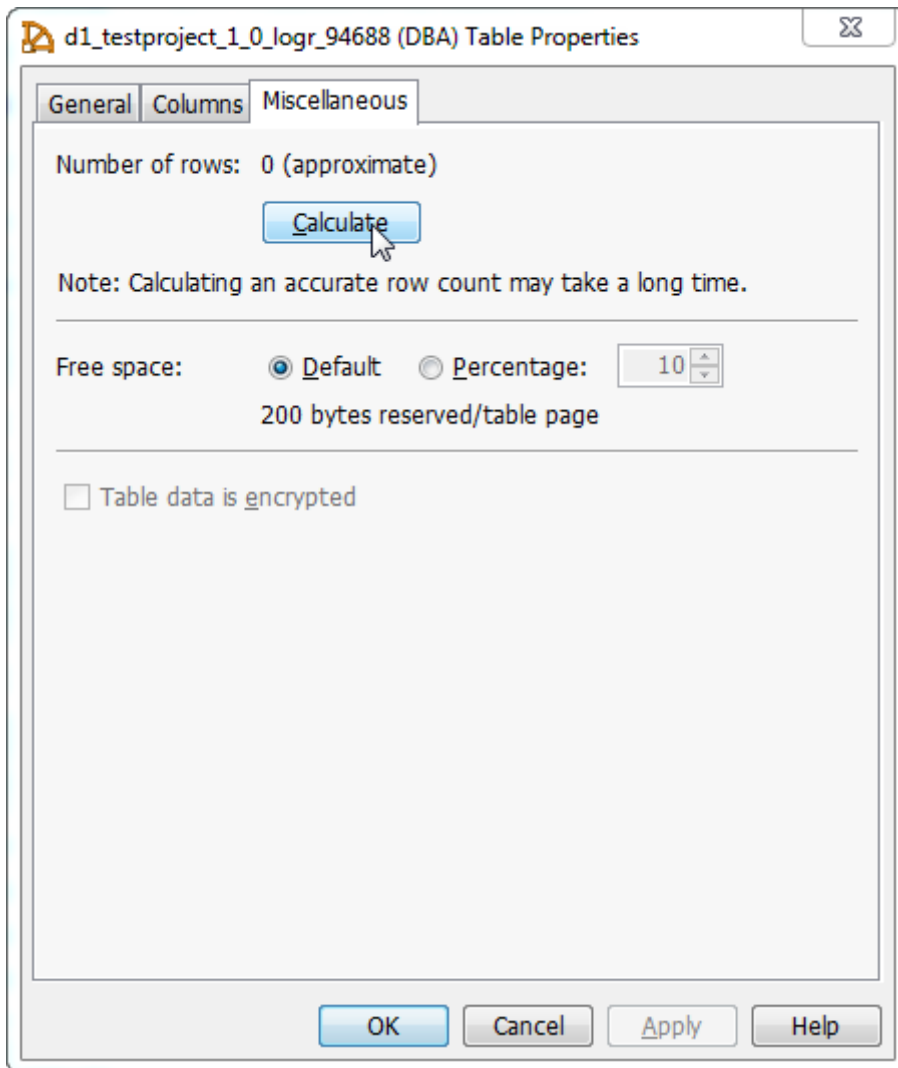 d1_testproject_1_0_logr_94688 (DBA) Table Properties
General Columns Miscellaneous
Number of rows: 0 (approximate)
Calculate
Note: Calculating an accurate row count may take a long time.
Free space: Default Percentage: 10
200 bytes reserved/table page
Table data is encrypted
OK Cancel Apply Help